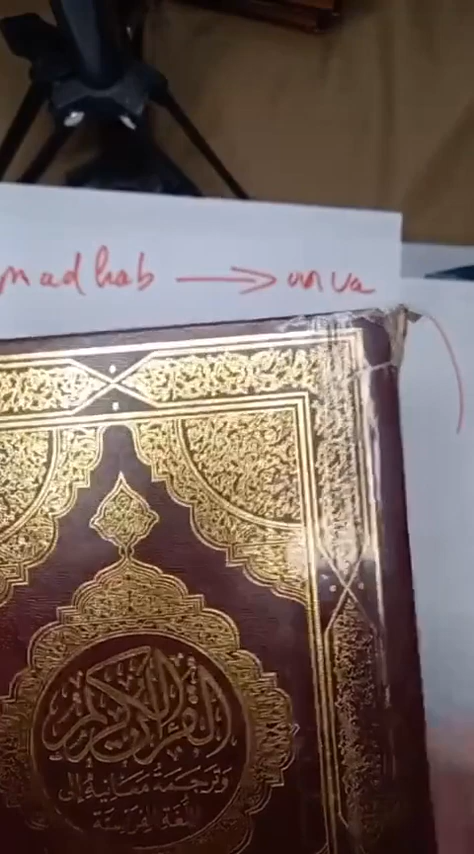 madhab → un va
القرآن الكريم
وترجمة معانيه إلى
اللغة الفرنسية